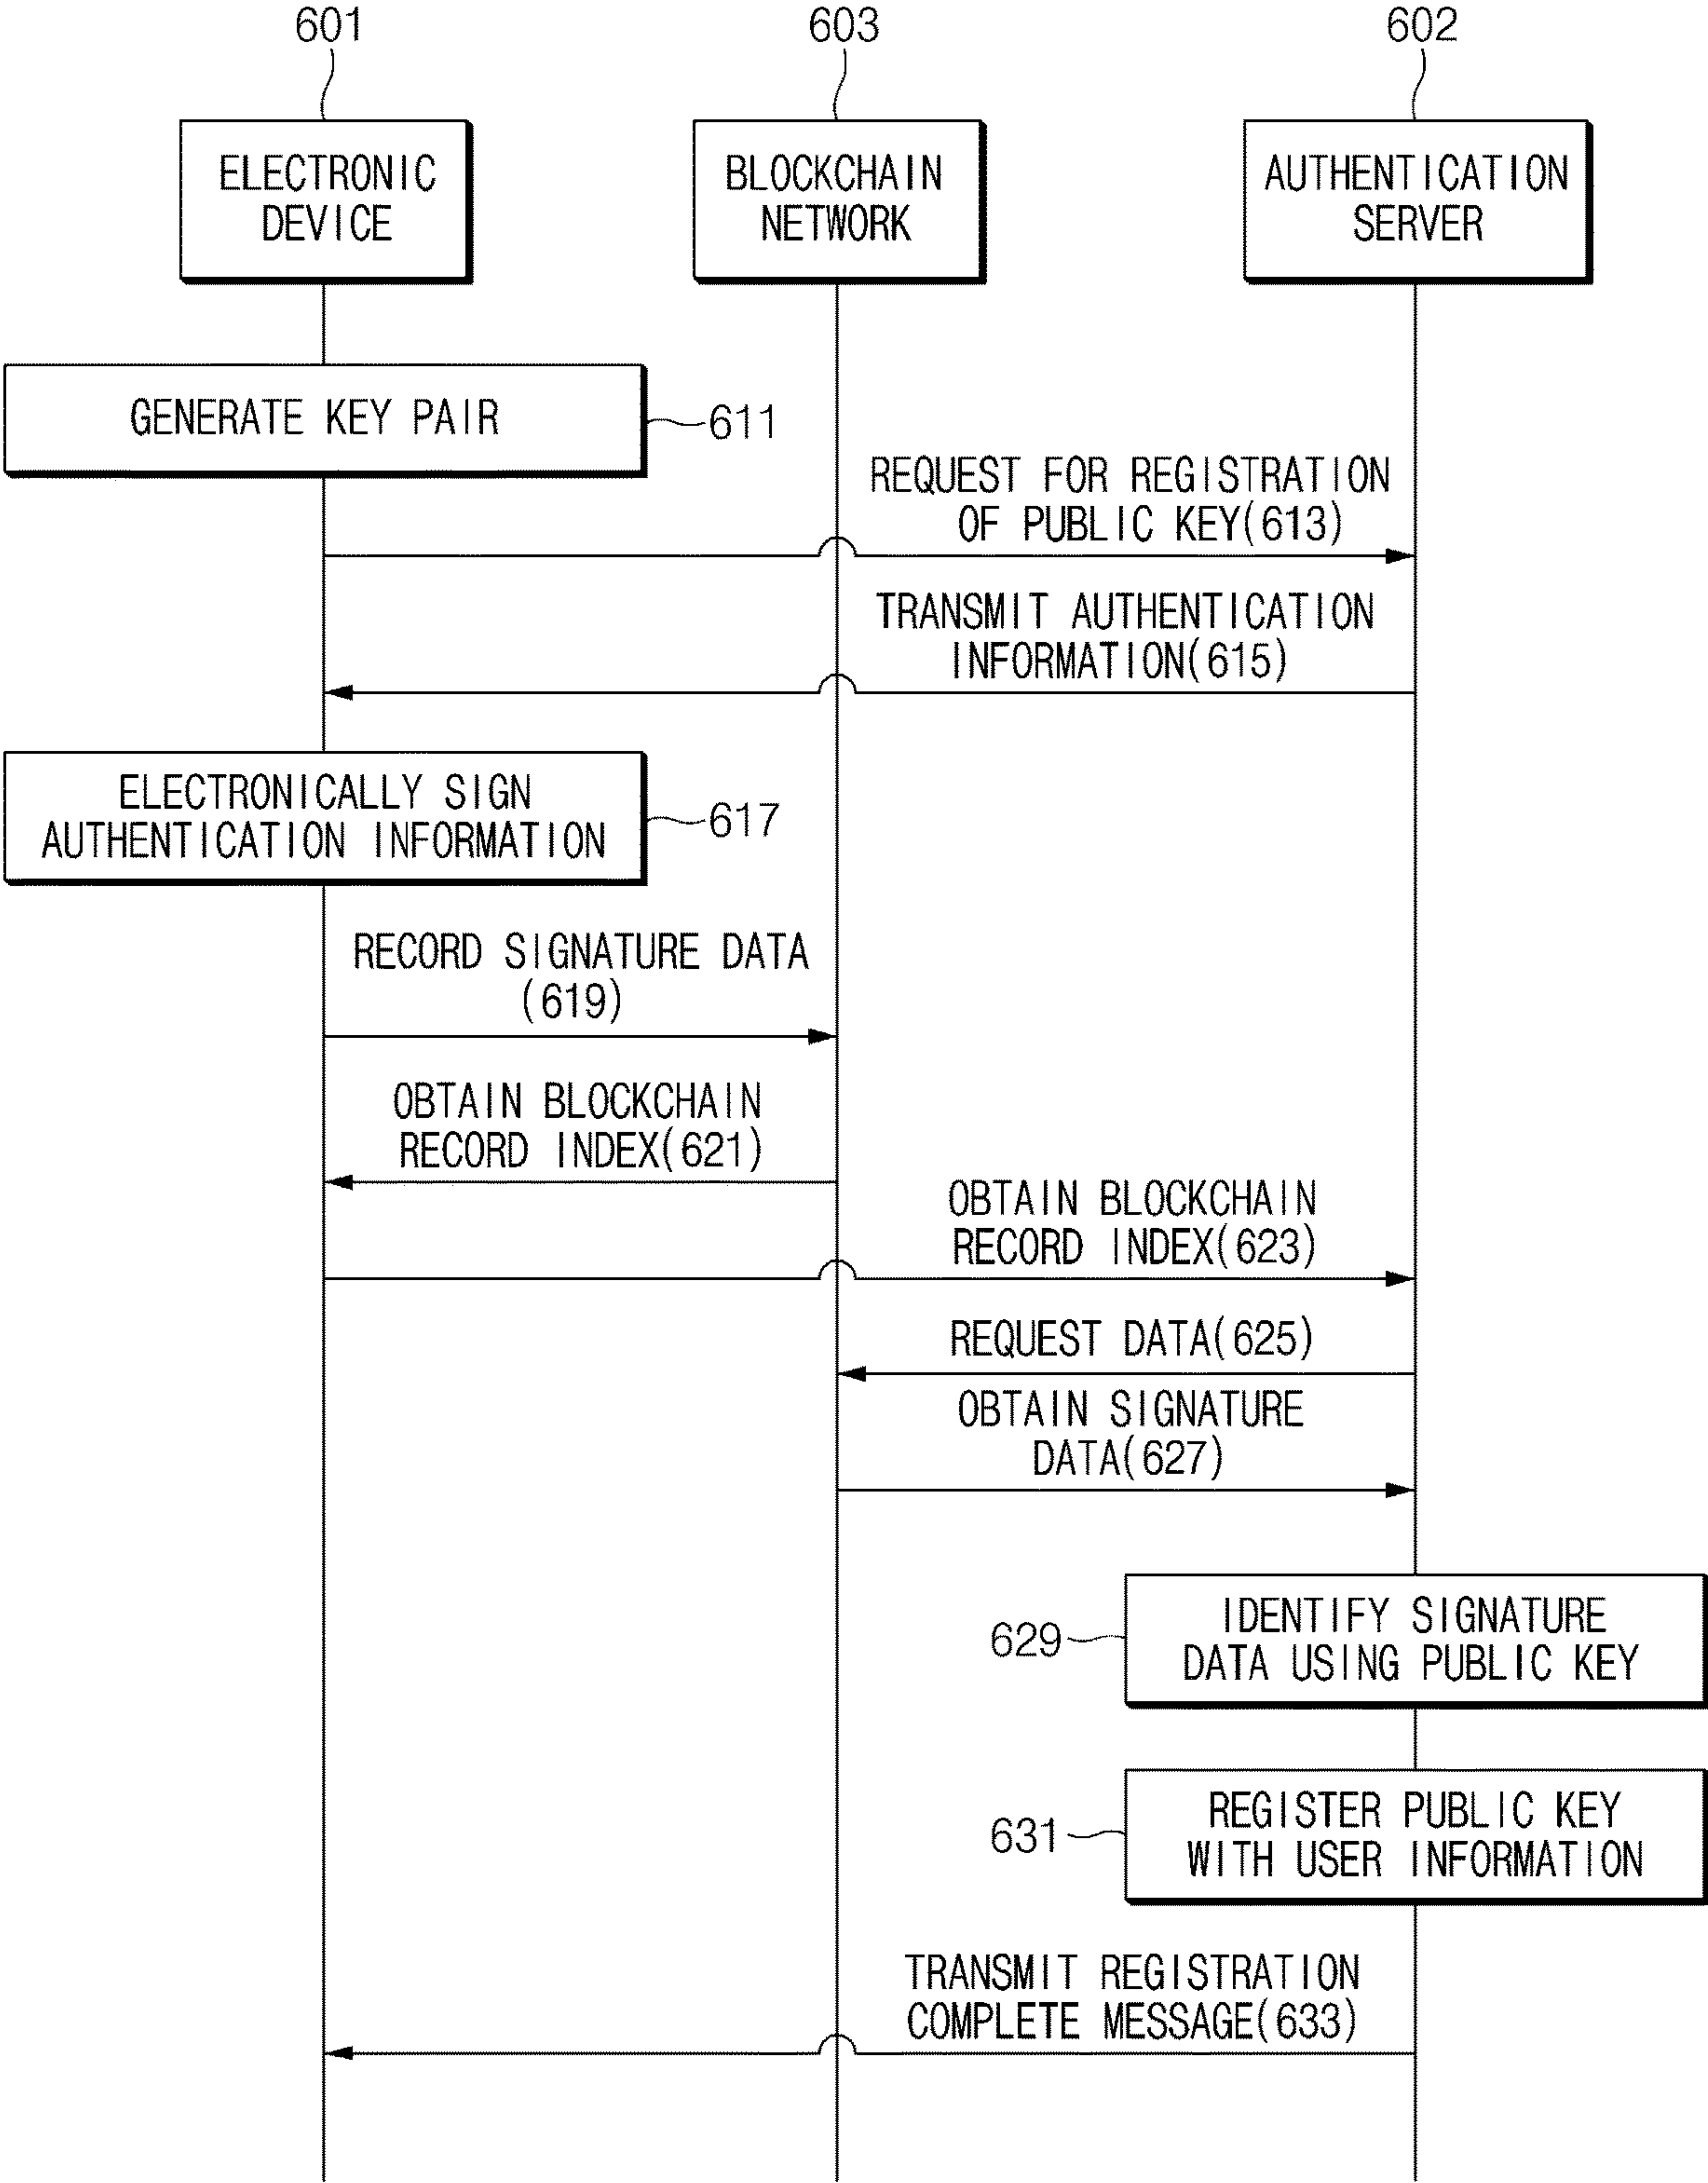 601
603
602
ELECTRONIC
DEVICE
BLOCKCHAIN
NETWORK
AUTHENTICATION
SERVER
GENERATE KEY PAIR
611
REQUEST FOR REGISTRATION
OF PUBLIC KEY(613)
TRANSMIT AUTHENTICATION
INFORMATION(615)
ELECTRONICALLY SIGN
AUTHENTICATION INFORMATION
617
RECORD SIGNATURE DATA
(619)
OBTAIN BLOCKCHAIN
RECORD INDEX(621)
OBTAIN BLOCKCHAIN
RECORD INDEX(623)
REQUEST DATA(625)
OBTAIN SIGNATURE
DATA(627)
629
IDENTIFY SIGNATURE
DATA USING PUBLIC KEY
631
REGISTER PUBLIC KEY
WITH USER INFORMATION
TRANSMIT REGISTRATION
COMPLETE MESSAGE(633)